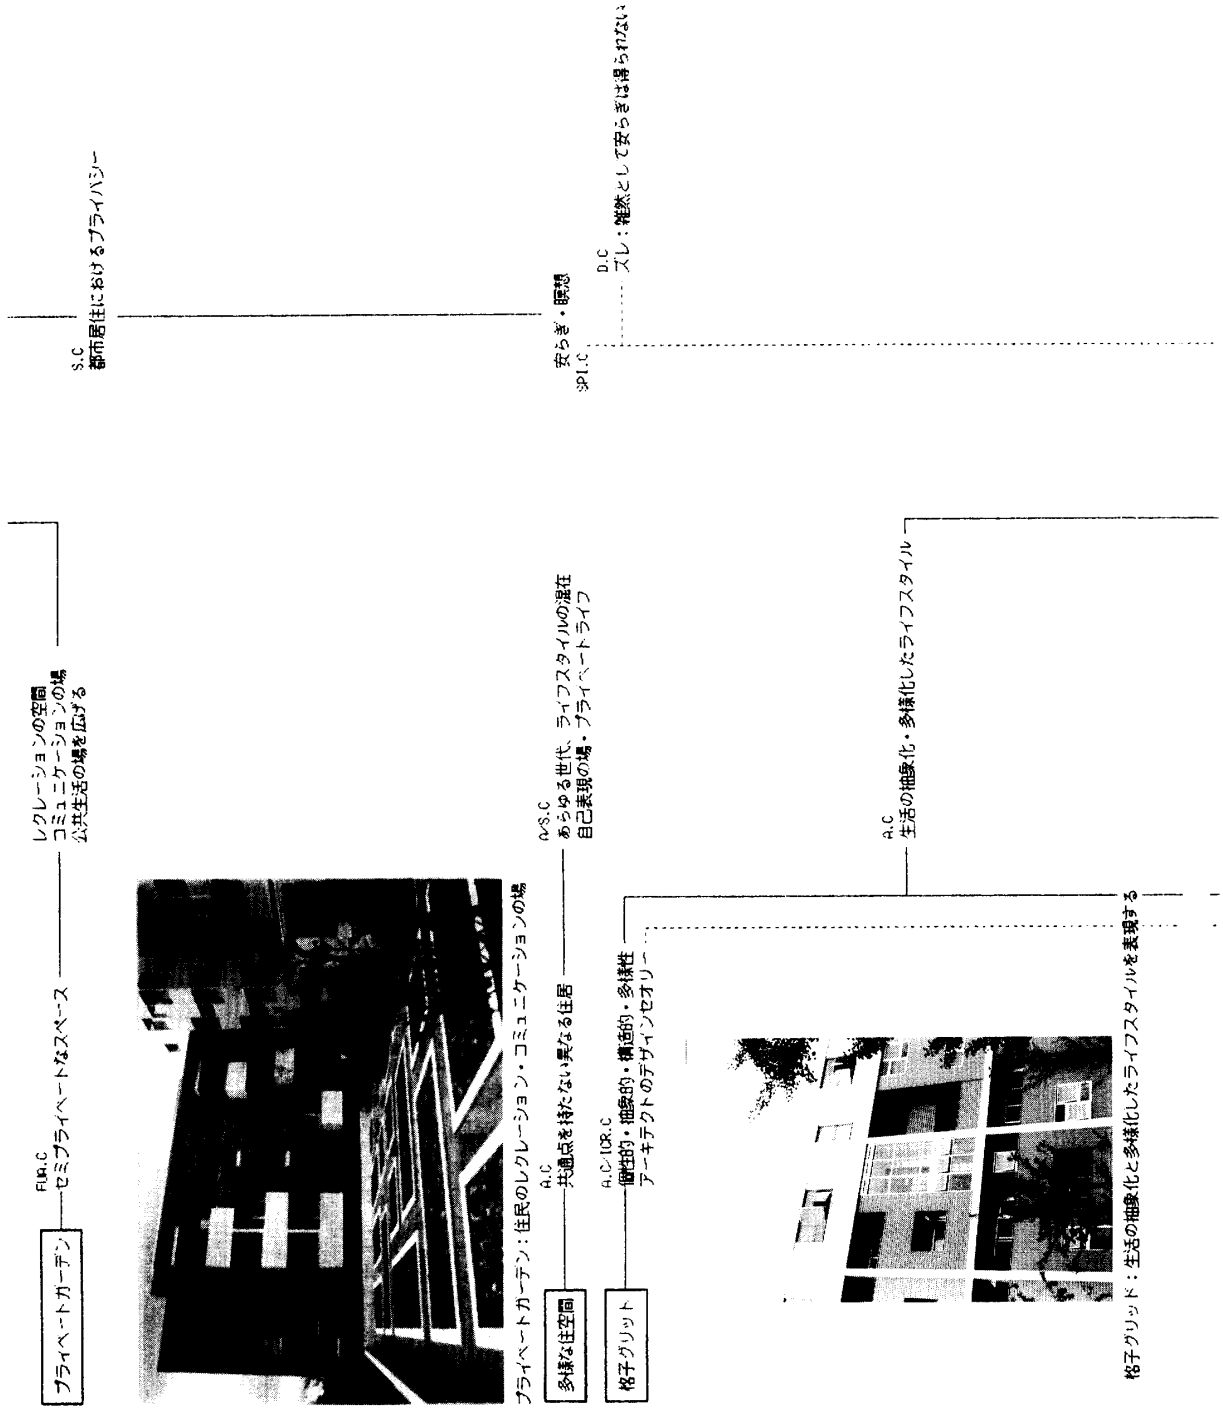 プライベートガーデン
FUN.C
セミプライベートなスペース
レクレーションの空間
コミュニケーションの場
公共生活の場を広げる
S.C
都市居住におけるプライバシー
プライベートガーデン：住民のレクレーション・コミュニケーションの場
多様な住空間
A.C
共通点を持たない異なる住居
A/S.C
あらゆる世代、ライフスタイルの混在
自己表現の場・プライベートライフ
安らぎ・瞑想
SPI.C
D.C
ズレ：雑然として安らぎは得られない
格子グリット
A.C/ICR.C
個性的・抽象的・構造的・多様性
アーキテクトのデザインセオリー
A.C
生活の抽象化・多様化したライフスタイル
格子グリッド：生活の抽象化と多様化したライフスタイルを表現する